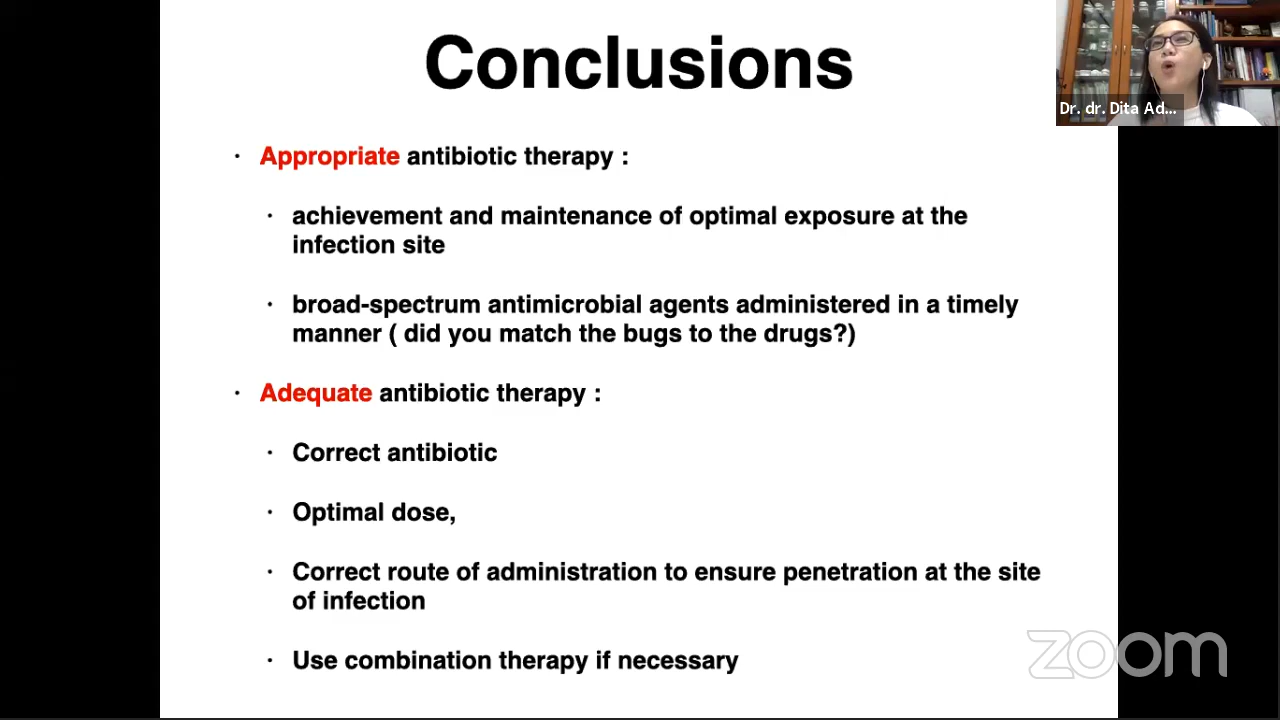 Conclusions
Dr. dr. Dita Ad...
· Appropriate antibiotic therapy :
· achievement and maintenance of optimal exposure at the
infection site
· broad-spectrum antimicrobial agents administered in a timely
manner ( did you match the bugs to the drugs?)
· Adequate antibiotic therapy :
· Correct antibiotic
· Optimal dose,
· Correct route of administration to ensure penetration at the site
of infection
· Use combination therapy if necessary
zoom